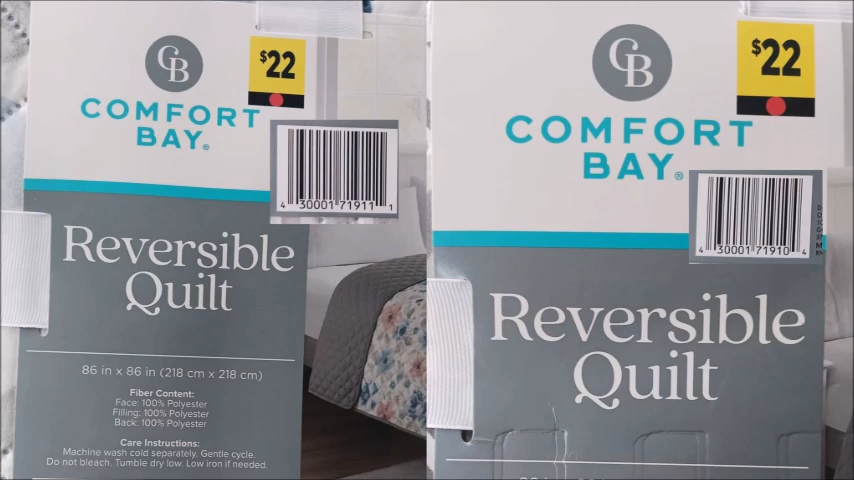 CB
$22
COMFORT
BAY®
4 30001 71911 1
Reversible
Quilt
86 in x 86 in (218 cm x 218 cm)
Fiber Content:
Face: 100% Polyester
Filling: 100% Polyester
Back: 100% Polyester
Care Instructions:
Machine wash cold separately. Gentle cycle.
Do not bleach. Tumble dry low. Low iron if needed.
CB
$22
COMFORT
BAY®
4 30001 71910 4
Reversible
Quilt